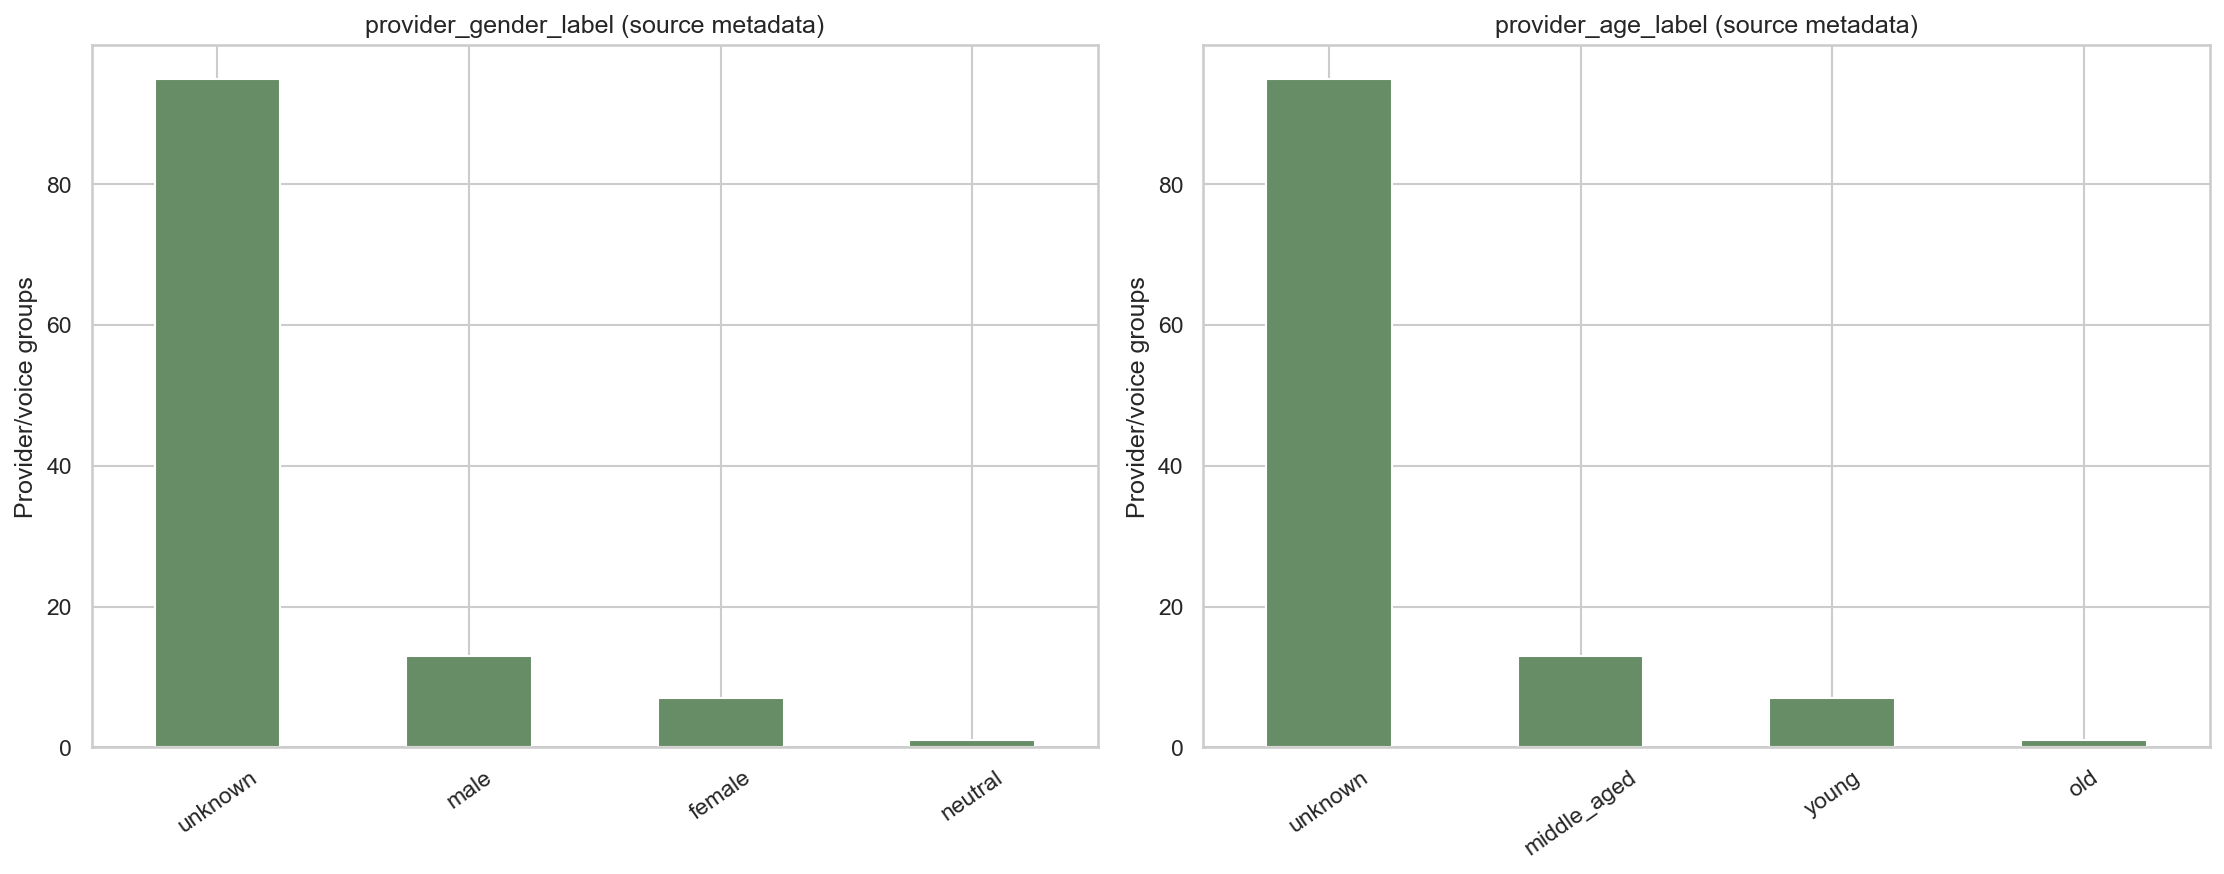 provider_gender_label (source metadata)
Provider/voice groups
80
60
40
20
0
unknown
male
female
neutral
provider_age_label (source metadata)
Provider/voice groups
80
60
40
20
0
unknown
middle_aged
young
old